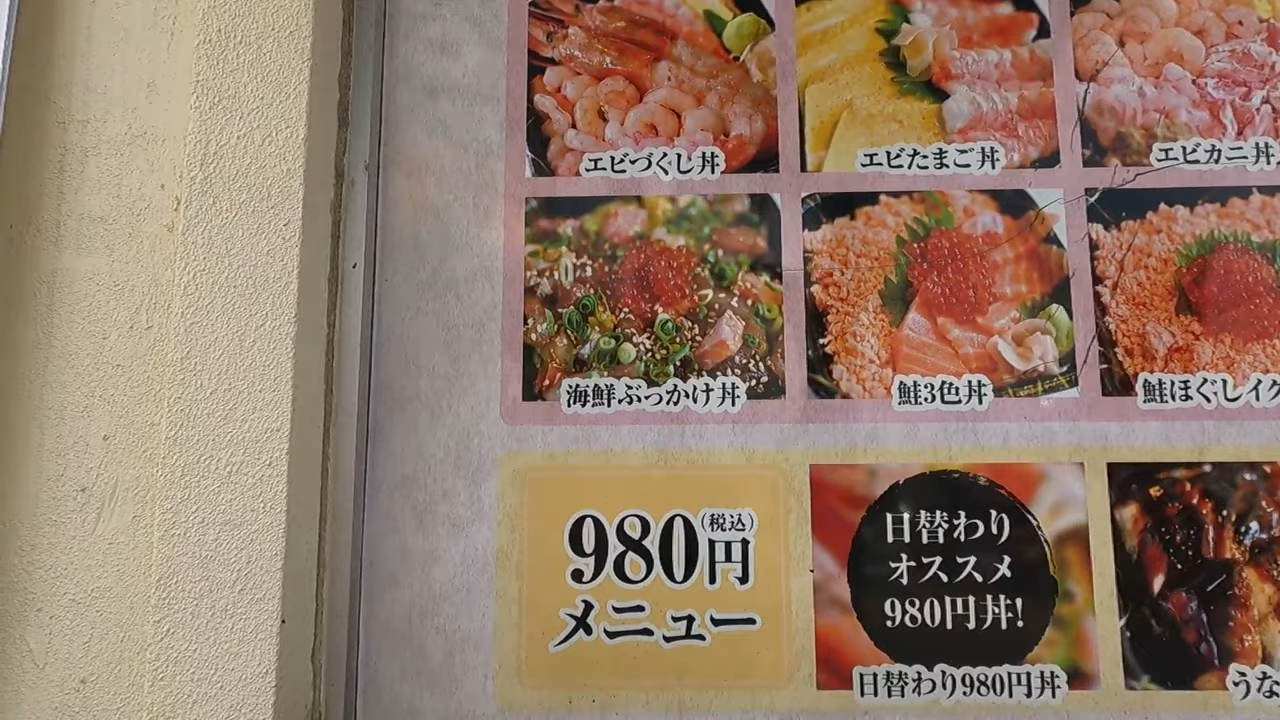 エビづくし丼
エビたまご丼
エビカニ丼
海鮮ぶっかけ丼
鮭3色丼
鮭ほぐしイク
980円(税込)
メニュー
日替わり
オススメ
980円丼!
日替わり980円丼
うな